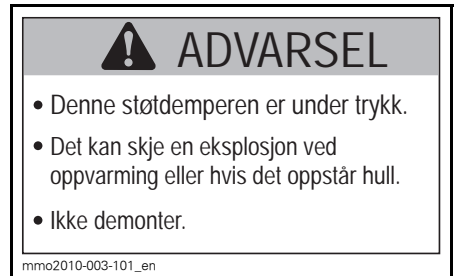 ADVARSEL
• Denne støtdemperen er under trykk.
• Det kan skje en eksplosjon ved
oppvarming eller hvis det oppstår hull.
• Ikke demonter.
mmo2010-003-101_en